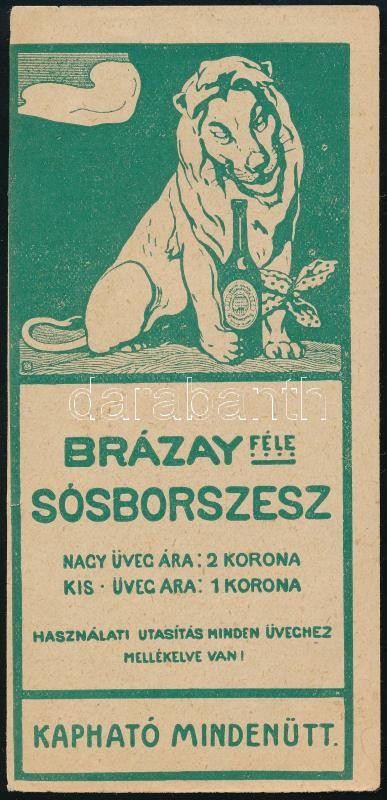 darabanth
BRÁZAY FÉLE
SÓSBORSZESZ
NAGY ÜVEG ÁRA: 2 KORONA
KIS · ÜVEG ARA: 1 KORONA
HASZNÁLATI UTASÍTÁS MINDEN ÜVEGHEZ
MELLÉKELVE VAN!
KAPHATÓ MINDENÜTT.